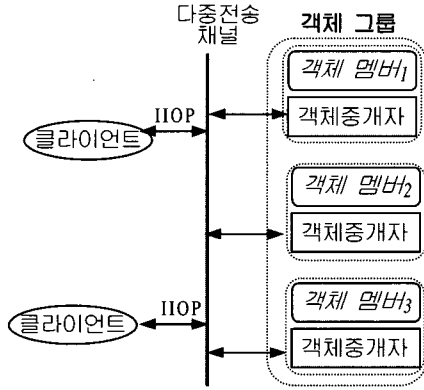 다중전송
채널
객체 그룹
객체 멤버1
객체중개자
IIOP
클라이언트
객체 멤버2
객체중개자
IIOP
클라이언트
객체 멤버3
객체중개자